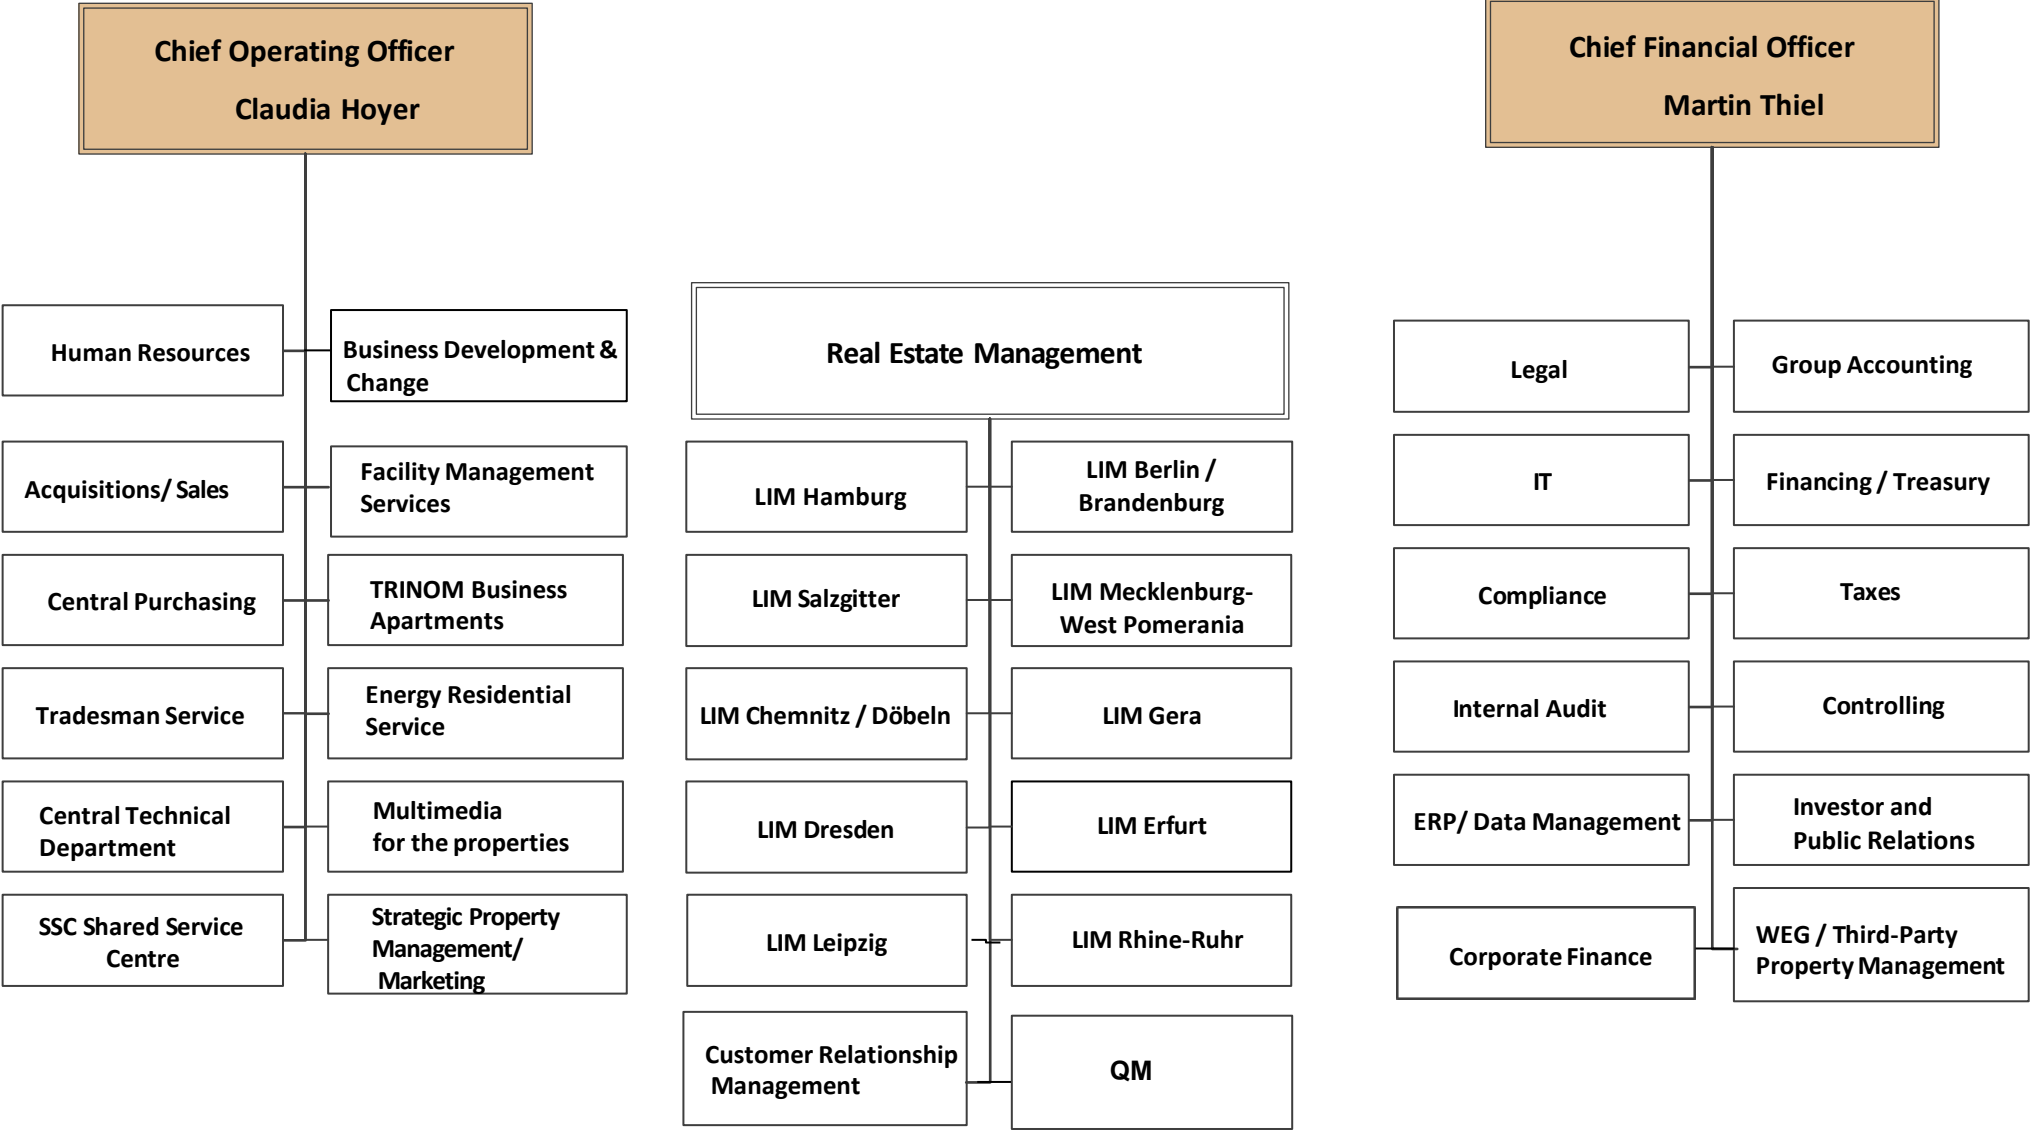 Chief Operating Officer
Claudia Hoyer
Chief Financial Officer
Martin Thiel
Human Resources
Business Development &
Change
Acquisitions/ Sales
Facility Management
Services
Central Purchasing
TRINOM Business
Apartments
Tradesman Service
Energy Residential
Service
Central Technical
Department
Multimedia
for the properties
SSC Shared Service
Centre
Strategic Property
Management/
Marketing
Real Estate Management
LIM Hamburg
LIM Berlin /
Brandenburg
LIM Salzgitter
LIM Mecklenburg-
West Pomerania
LIM Chemnitz / Döbeln
LIM Gera
LIM Dresden
LIM Erfurt
LIM Leipzig
LIM Rhine-Ruhr
Customer Relationship
Management
QM
Legal
Group Accounting
IT
Financing / Treasury
Compliance
Taxes
Internal Audit
Controlling
ERP/ Data Management
Investor and
Public Relations
Corporate Finance
WEG / Third-Party
Property Management